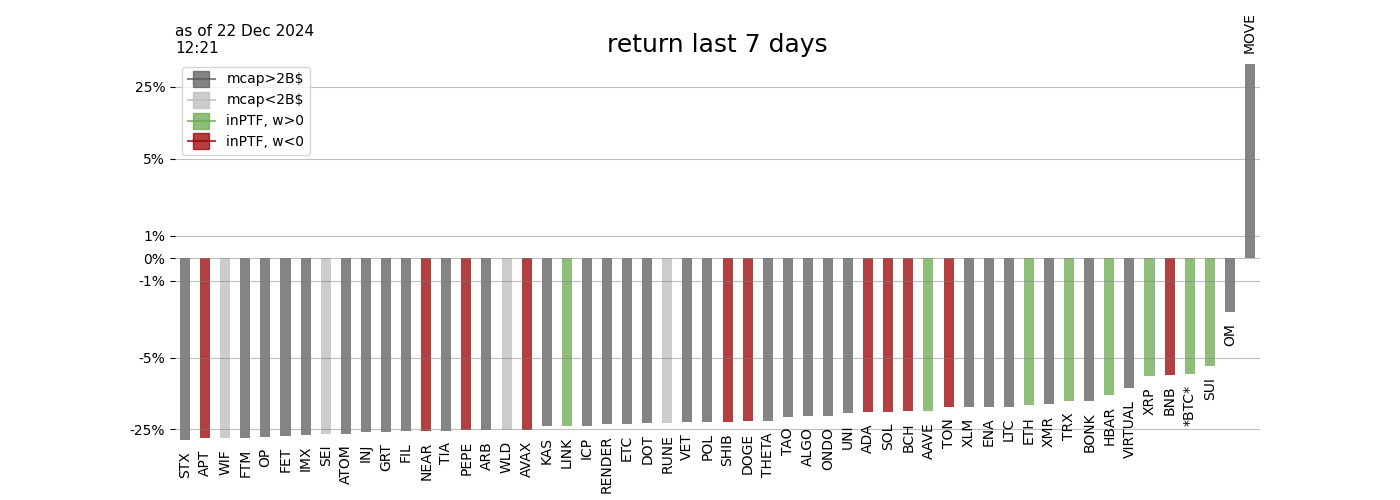 as of 22 Dec 2024
12:21
return last 7 days
mcap>2B$
mcap<2B$
inPTF, w>0
inPTF, w<0
25%
5%
1%
0%
-1%
-5%
-25%
STX
APT
WIF
FTM
OP
FET
IMX
SEI
ATOM
INJ
GRT
FIL
NEAR
TIA
PEPE
ARB
WLD
AVAX
KAS
LINK
ICP
RENDER
ETC
DOT
RUNE
VET
POL
SHIB
DOGE
THETA
TAO
ALGO
ONDO
UNI
ADA
SOL
BCH
AAVE
TON
XLM
ENA
LTC
ETH
XMR
TRX
BONK
HBAR
VIRTUAL
XRP
BNB
*BTC*
SUI
OM
MOVE